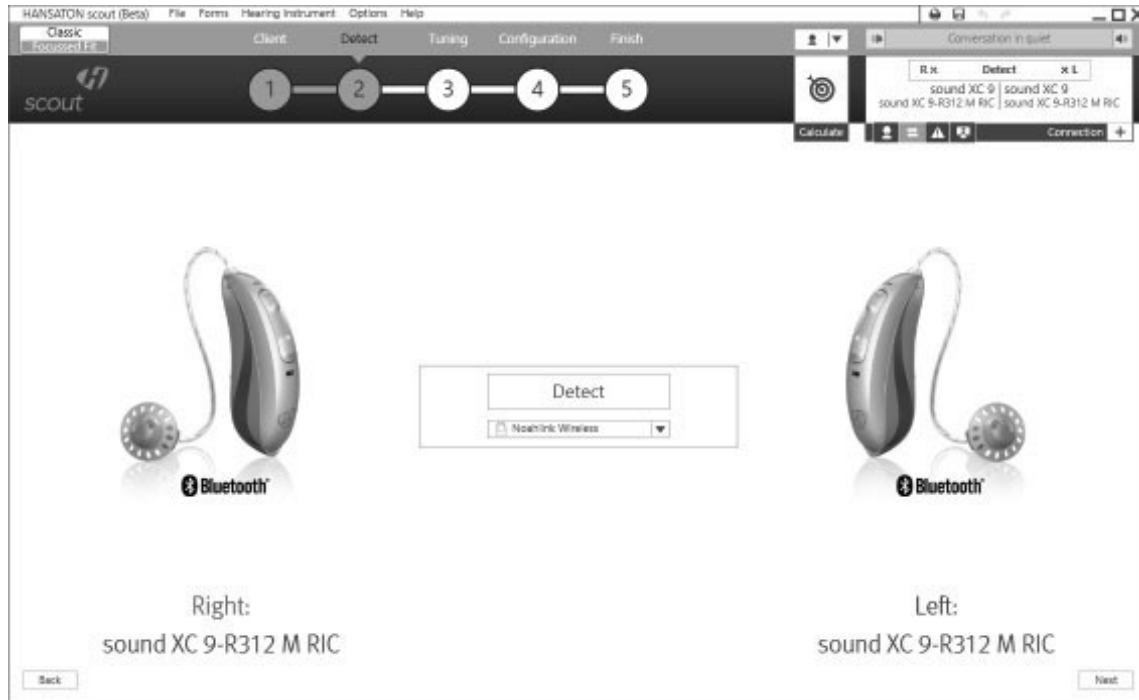 HANSATON scout (Beta) File Forms Hearing Instrument Options Help
Classic
Focussed Fit
Client Detect Tuning Configuration Finish
Conversation in quiet
scout
1 2 3 4 5
R x Detect x L
sound XC 9 sound XC 9
sound XC 9-R312 M RIC sound XC 9-R312 M RIC
Calculate
Connection +
Detect
Noahlink Wireless
Bluetooth Bluetooth
Right: Left:
sound XC 9-R312 M RIC sound XC 9-R312 M RIC
Back Next